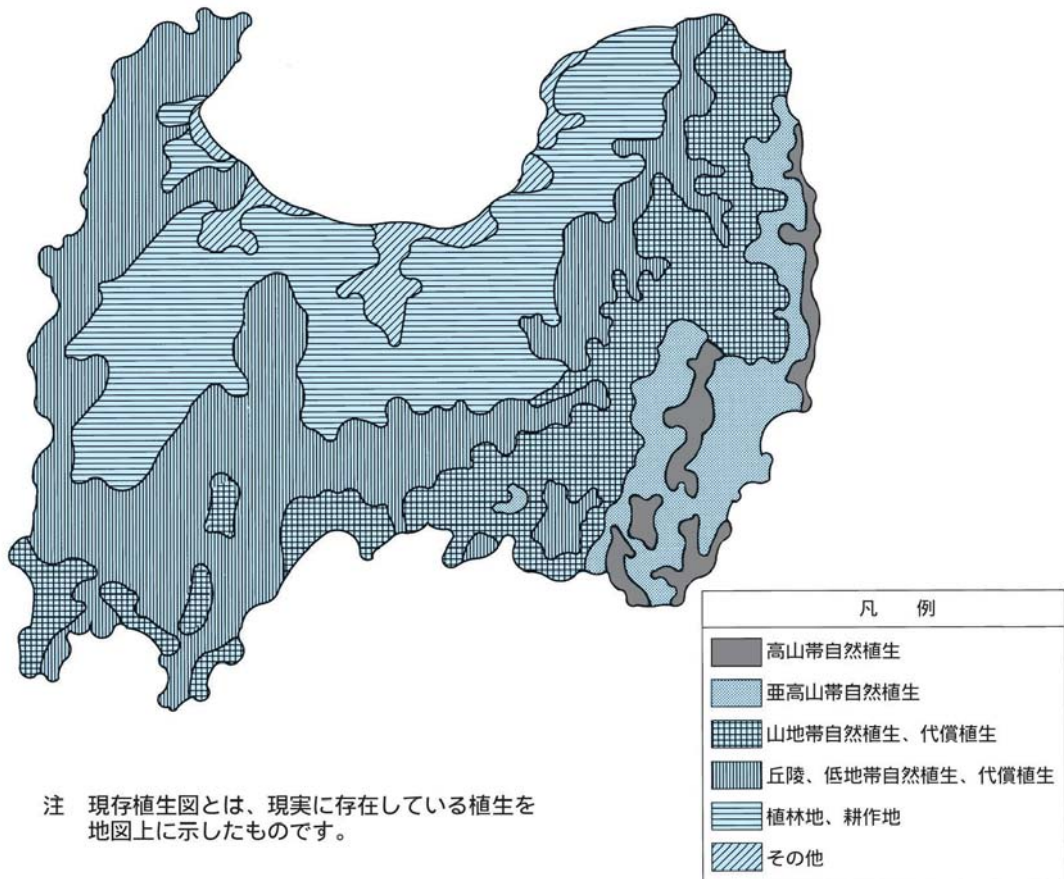 凡 例
高山帯自然植生
亜高山帯自然植生
山地帯自然植生、代償植生
丘陵、低地帯自然植生、代償植生
植林地、耕作地
その他
注 現存植生図とは、現実に存在している植生を
地図上に示したものです。